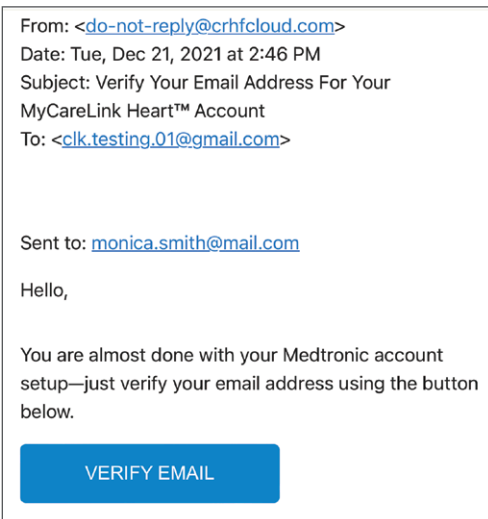 From: <do-not-reply@crhfcloud.com>
Date: Tue, Dec 21, 2021 at 2:46 PM
Subject: Verify Your Email Address For Your
MyCareLink Heart™ Account
To: <clk.testing.01@gmail.com>
Sent to: monica.smith@mail.com
Hello,
You are almost done with your Medtronic account
setup—just verify your email address using the button
below.
VERIFY EMAIL